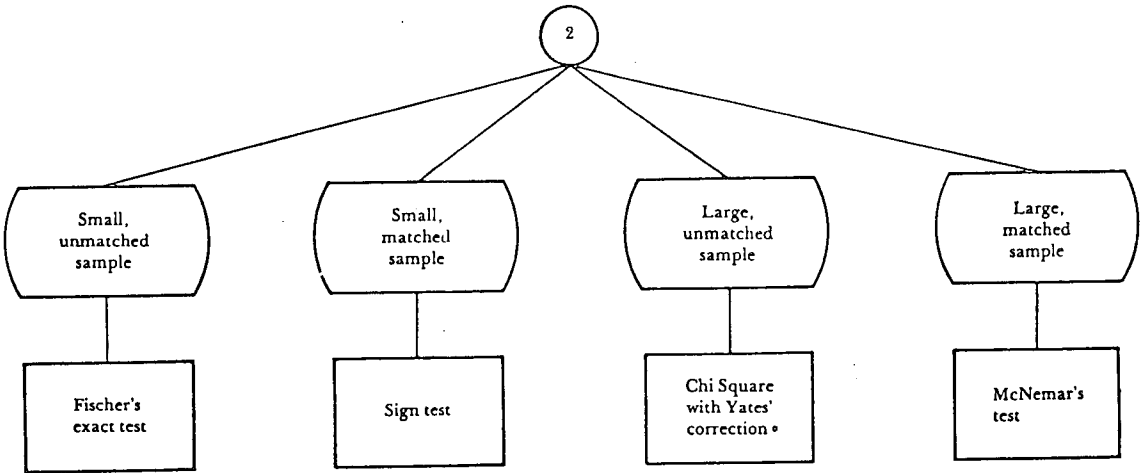 2
Small,
unmatched
sample
Small,
matched
sample
Large,
unmatched
sample
Large,
matched
sample
Fischer's
exact test
Sign test
Chi Square
with Yates'
correction
McNemar's
test